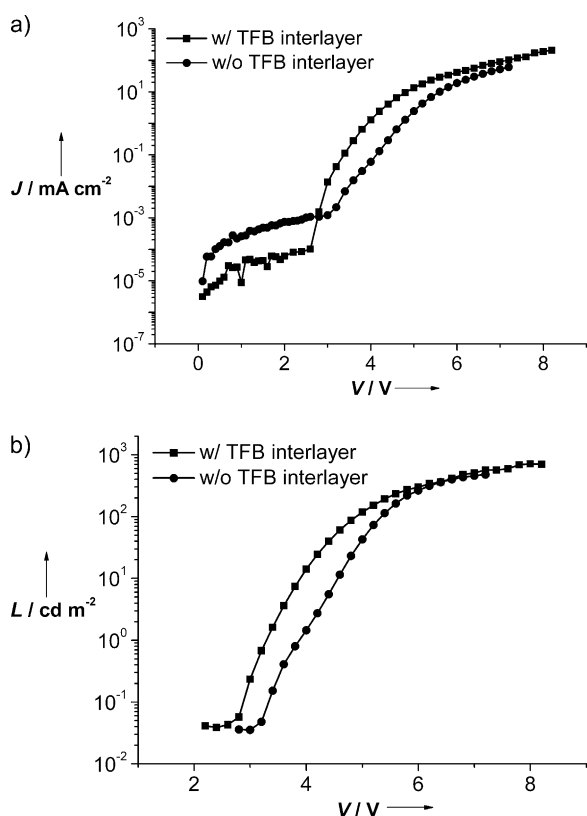 a)
w/ TFB interlayer
w/o TFB interlayer
10³
10¹
10⁻¹
10⁻³
10⁻⁵
10⁻⁷
J / mA cm⁻²
0
2
4
6
8
V / V
b)
w/ TFB interlayer
w/o TFB interlayer
10³
10²
10¹
10⁰
10⁻¹
10⁻²
L / cd m⁻²
2
4
6
8
V / V